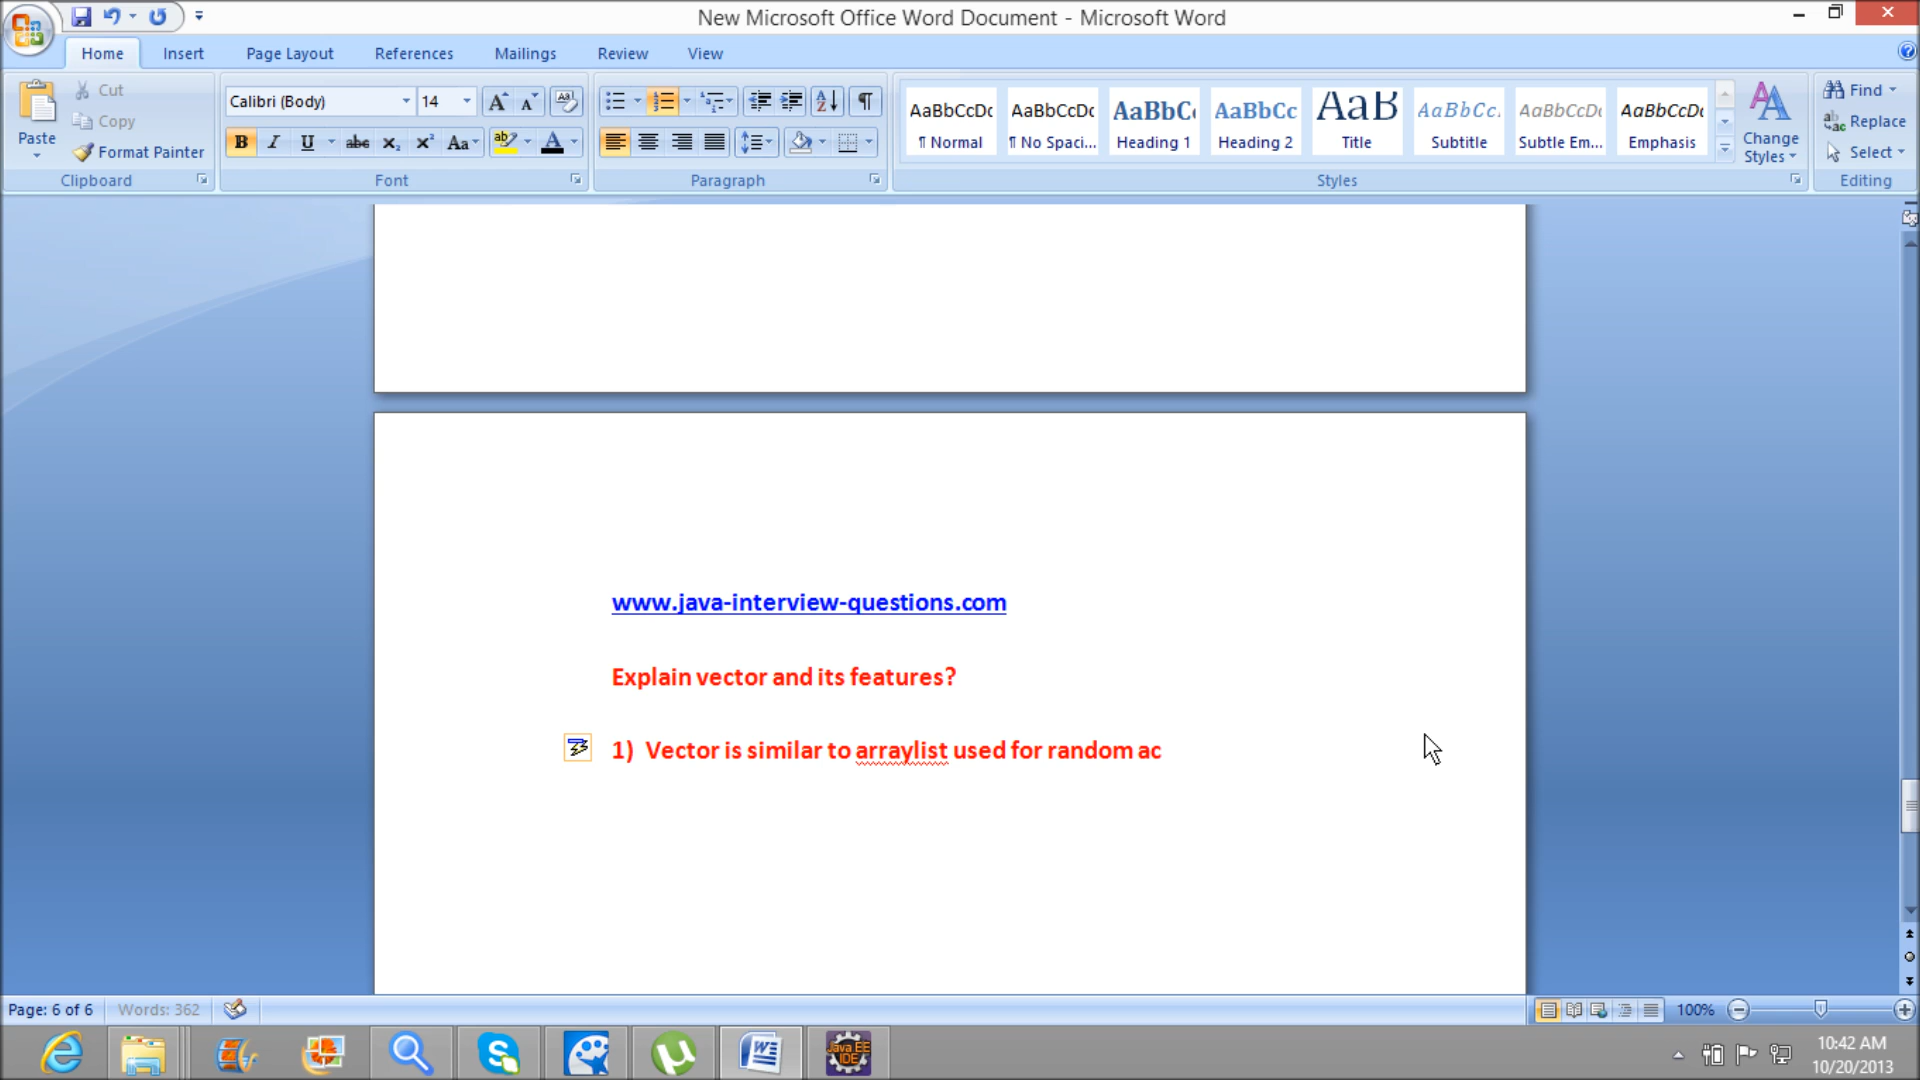 New Microsoft Office Word Document - Microsoft Word
Home Insert Page Layout References Mailings Review View
Paste
Cut
Copy
Format Painter
Clipboard
Calibri (Body) 14
Font
Paragraph
AaBbCcDc AaBbCcDc AaBbC AaBbCc AaB AaBbCc. AaBbCcDc AaBbCcDc
¶ Normal ¶ No Spaci... Heading 1 Heading 2 Title Subtitle Subtle Em... Emphasis
Styles
Change
Styles
Find
Replace
Select
Editing
www.java-interview-questions.com
Explain vector and its features?
1) Vector is similar to arraylist used for random ac
Page: 6 of 6 Words: 362 100%
Java EE
IDE
10:42 AM
10/20/2013